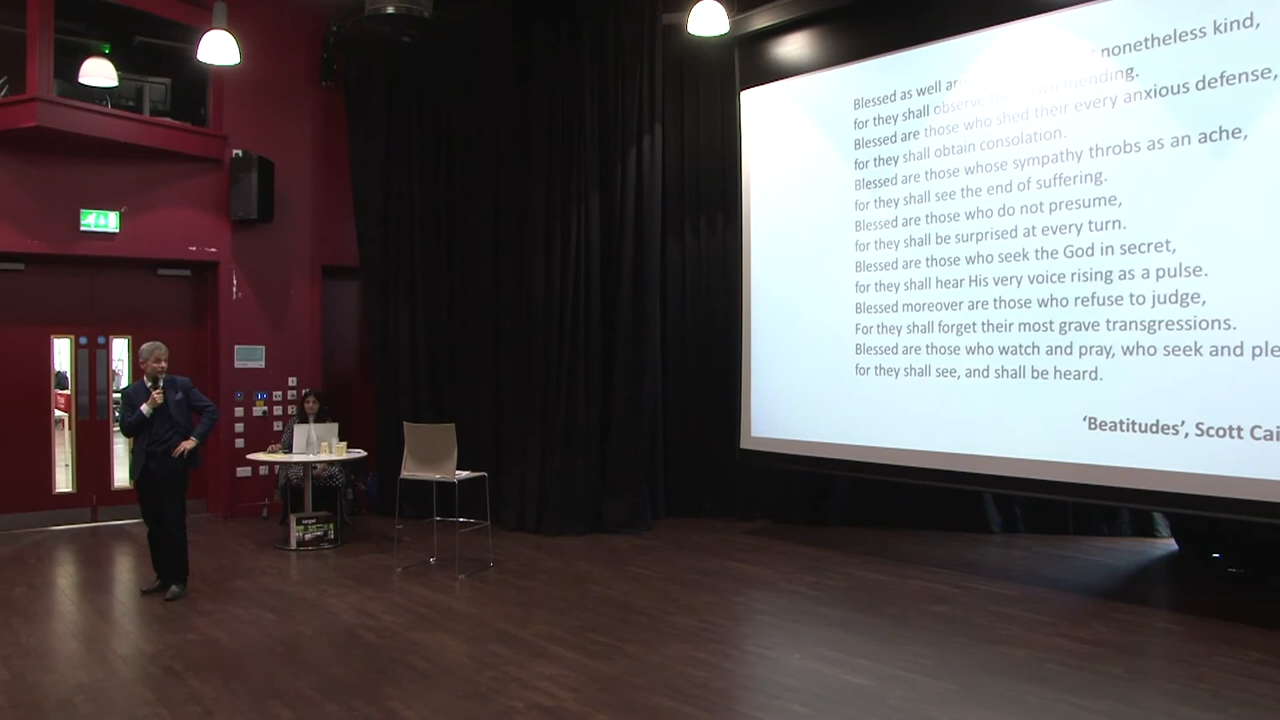 Blessed as well nonetheless kind,
for they shall observe mending.
Blessed are those who shed their every anxious defense,
for they shall obtain consolation.
Blessed are those whose sympathy throbs as an ache,
for they shall see the end of suffering.
Blessed are those who do not presume,
for they shall be surprised at every turn.
Blessed are those who seek the God in secret,
for they shall hear His very voice rising as a pulse.
Blessed moreover are those who refuse to judge,
For they shall forget their most grave transgressions.
Blessed are those who watch and pray, who seek and ple
for they shall see, and shall be heard.
‘Beatitudes’, Scott Cai